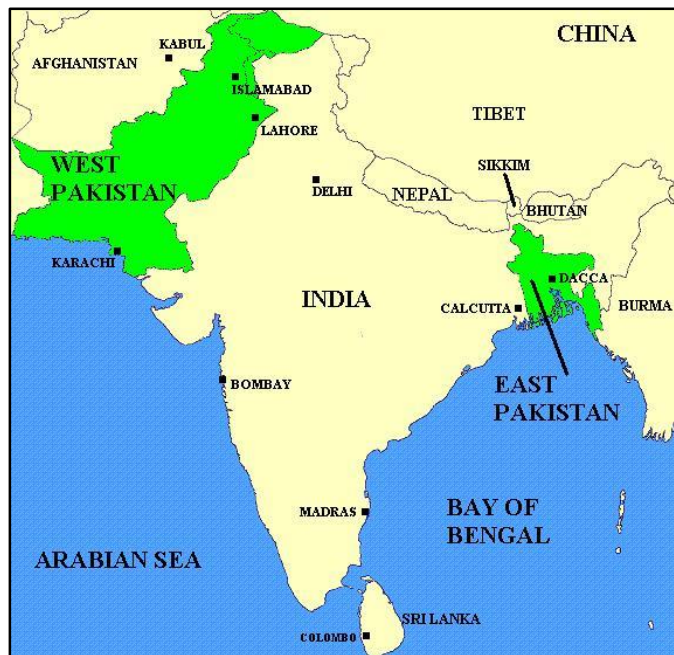 CHINA
KABUL
AFGHANISTAN
ISLAMABAD
TIBET
LAHORE
WEST
PAKISTAN
SIKKIM
DELHI
NEPAL
BHUTAN
KARACHI
DACCA
INDIA
BURMA
CALCUTTA
BOMBAY
EAST
PAKISTAN
MADRAS
BAY OF
BENGAL
ARABIAN SEA
SRI LANKA
COLOMBO